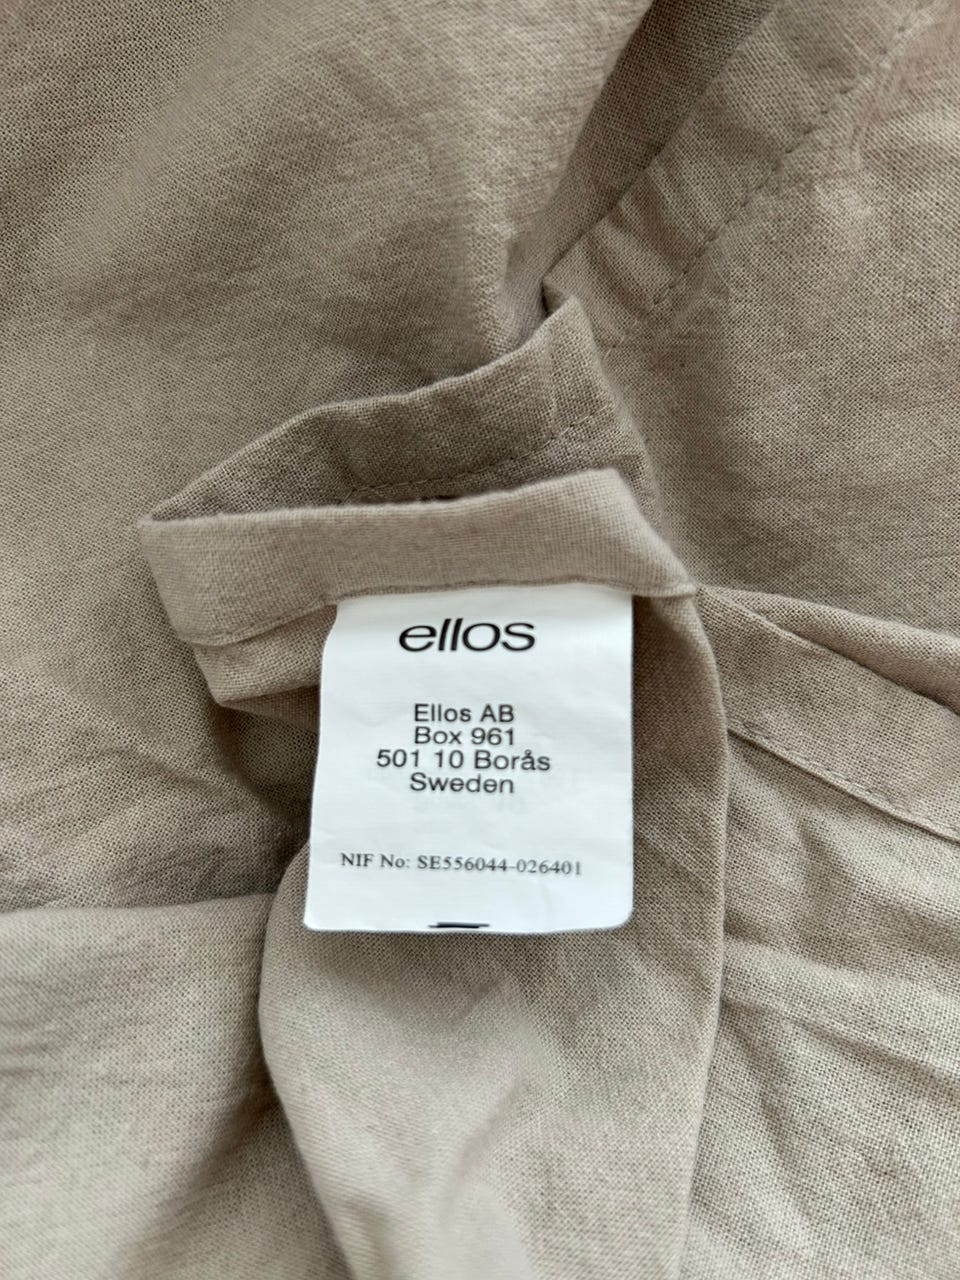 ellos
Ellos AB
Box 961
501 10 Borås
Sweden
NIF No: SE556044-026401